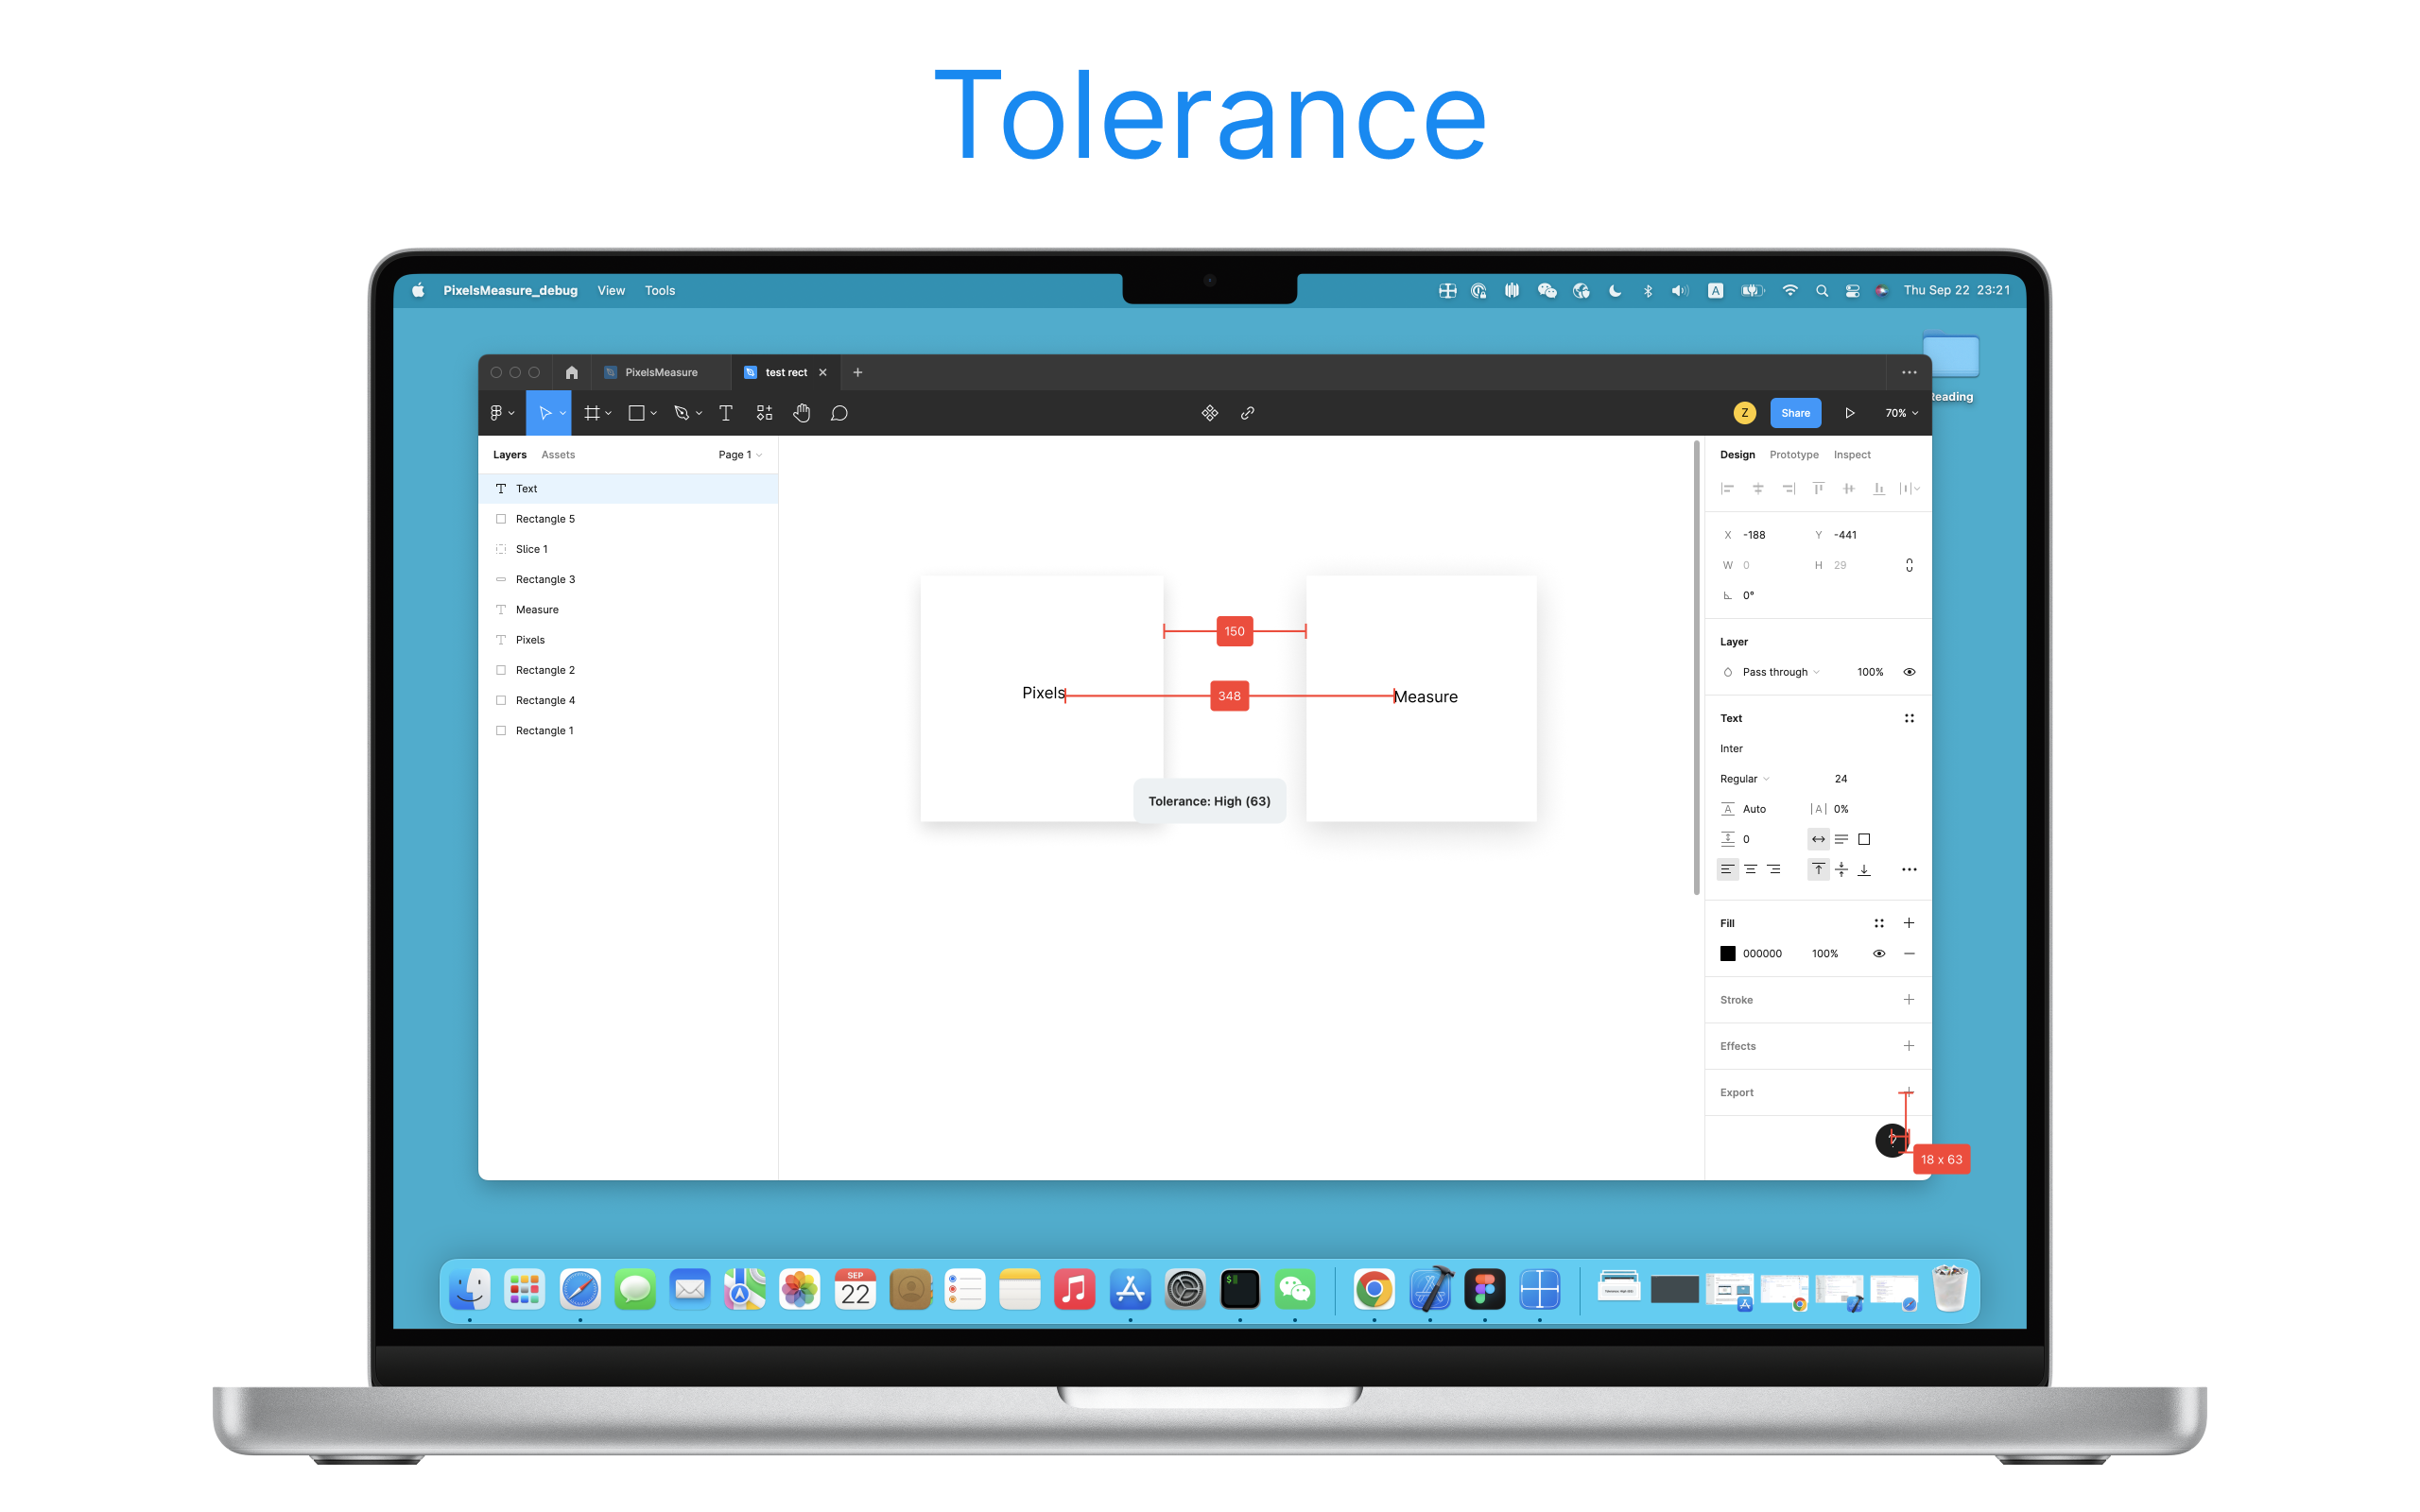 Tolerance
PixelsMeasure_debug View Tools
A
Thu Sep 22 23:21
Reading
PixelsMeasure
test rect
Z
Share
70%
Layers Assets Page 1
Text
Rectangle 5
Slice 1
Rectangle 3
Measure
Pixels
Rectangle 2
Rectangle 4
Rectangle 1
150
Pixels
348
Measure
Tolerance: High (63)
Design Prototype Inspect
X -188 Y -441
W 0 H 29
0°
Layer
Pass through 100%
Text
Inter
Regular 24
A Auto |A| 0%
0
Fill
000000 100%
Stroke
Effects
Export
18 x 63
SEP
22